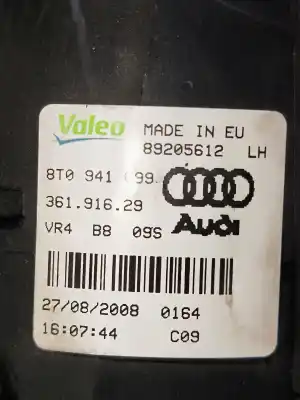 Valeo MADE IN EU
89205612 LH
8T0 941 699
361.916.29
VR4 B8 09S Audi
27/08/2008 0164
16:07:44 C09